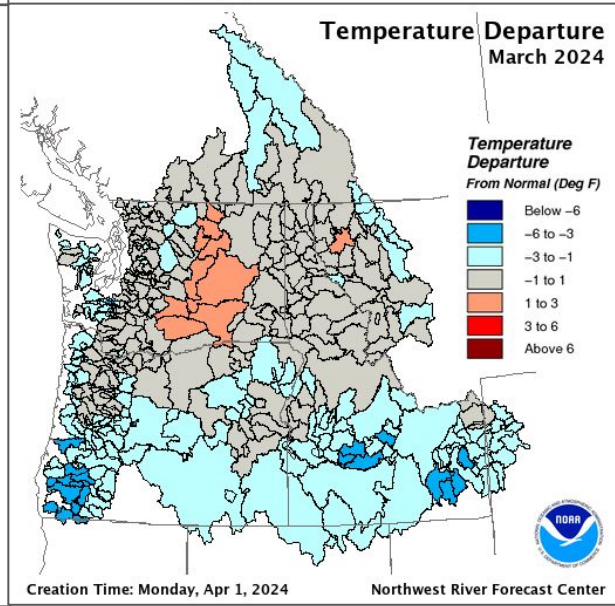 Temperature Departure
March 2024
Temperature
Departure
From Normal (Deg F)
Below -6
-6 to -3
-3 to -1
-1 to 1
1 to 3
3 to 6
Above 6
NOAA
Creation Time: Monday, Apr 1, 2024
Northwest River Forecast Center